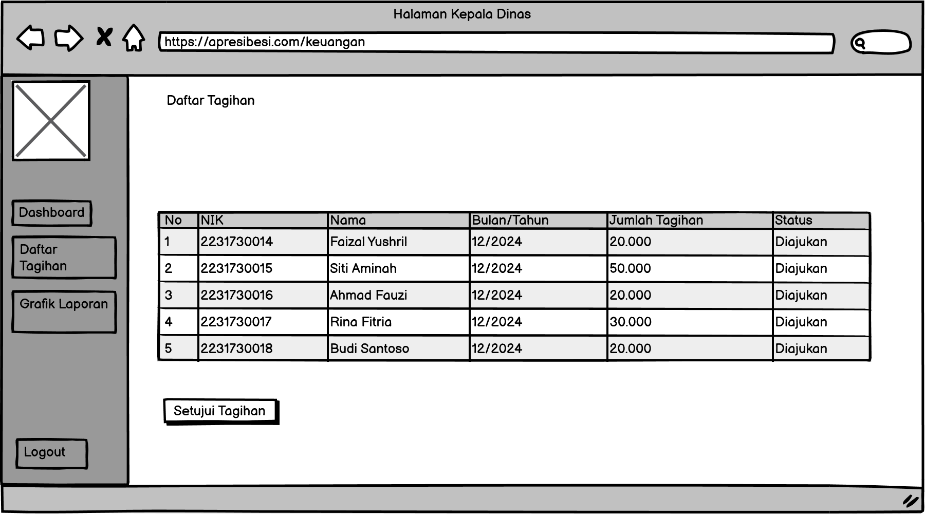 Halaman Kepala Dinas
https://apresibesi.com/keuangan
Daftar Tagihan
Dashboard
Daftar
Tagihan
Grafik Laporan
Logout
No NIK Nama Bulan/Tahun Jumlah Tagihan Status
1 2231730014 Faizal Yushril 12/2024 20.000 Diajukan
2 2231730015 Siti Aminah 12/2024 50.000 Diajukan
3 2231730016 Ahmad Fauzi 12/2024 20.000 Diajukan
4 2231730017 Rina Fitria 12/2024 30.000 Diajukan
5 2231730018 Budi Santoso 12/2024 20.000 Diajukan
Setujui Tagihan